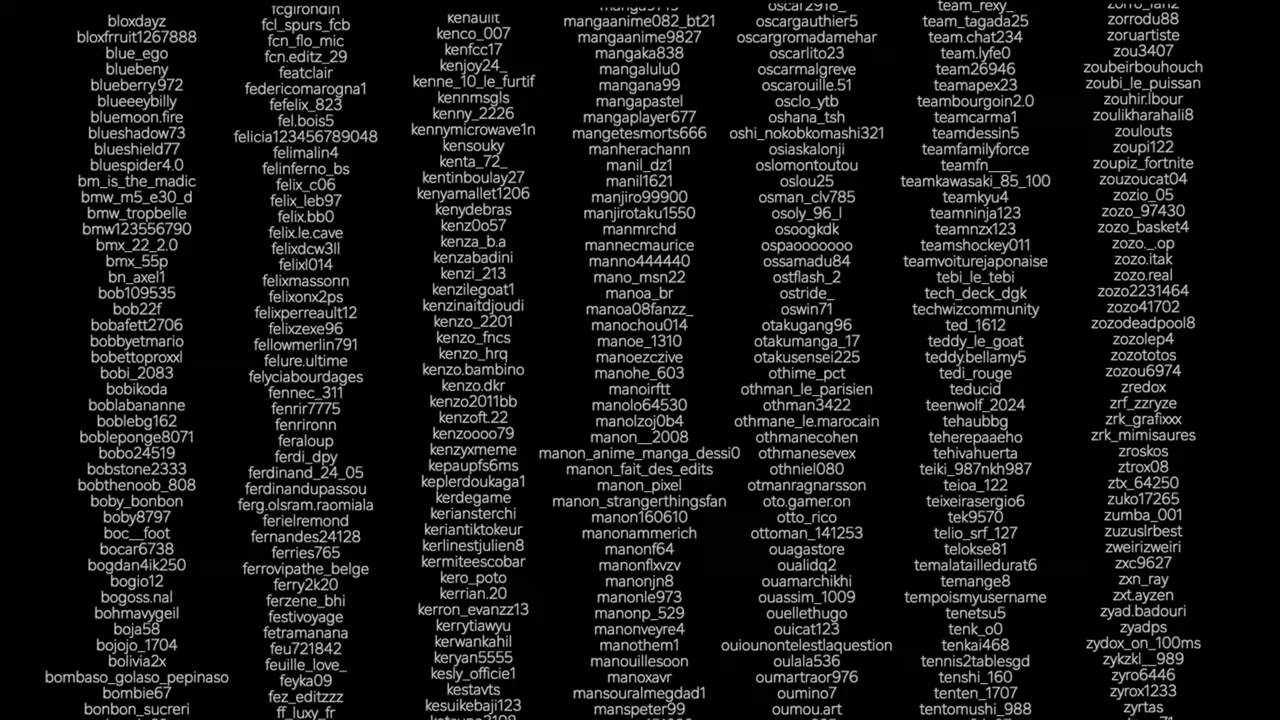 bloxdayz
bloxfrruit1267888
blue_ego
bluebeny
blueberry.972
blueeeybilly
bluemoon.fire
blueshadow73
blueshield77
bluespider4.0
bm_is_the_madic
bmw_m5_e30_d
bmw_tropbelle
bmw123556790
bmx_22_2.0
bmx_55p
bn_axel1
bob109535
bob22f
bobafett2706
bobbyetmario
bobettoproxxl
bobi_2083
bobikoda
boblabananne
boblebg162
bobleponge8071
bobo24519
bobstone2333
bobthenoob_808
boby_bonbon
boby8797
boc__foot
bocar6738
bogdan4ik250
bogio12
bogoss.nal
bohmavygeil
boja58
bojojo_1704
bolivia2x
bombaso_golaso_pepinaso
bombie67
bonbon_sucreri
fcgirondin
fcl_spurs_fcb
fcn_flo_mic
fcn.editz_29
featclair
federicomarogna1
fefelix_823
fel.bois5
felicia123456789048
felimalin4
felinferno_bs
felix_c06
felix_leb97
felix.bb0
felix.le.cave
felixdcw3ll
felixl014
felixmassonn
felixonx2ps
felixperreault12
felixzexe96
fellowmerlin791
felure.ultime
felyciabourdages
fennec_311
fenrir7775
fenrironn
feraloup
ferdi_dpy
ferdinand_24_05
ferdinandupassou
ferg.olsram.raomiala
ferielremond
fernandes24128
ferries765
ferrovipathe_belge
ferry2k20
ferzene_bhi
festivoyage
fetramanana
feu721842
feuille_love_
feyka09
fez_editzzz
ff_luxy_fr
kenault
kenco_007
kenfcc17
kenjoy24_
kenne_10_le_furtif
kennmsgls
kenny_2226
kennymicrowave1n
kensouky
kenta_72_
kentinboulay27
kenyamallet1206
kenydebras
kenz0o57
kenza_b.a
kenzabadini
kenzi_213
kenzilegoat1
kenzinaitdjoudi
kenzo_2201
kenzo_fncs
kenzo_hrq
kenzo.bambino
kenzo.dkr
kenzo2011bb
kenzoft.22
kenzoooo79
kenzyxmeme
kepaupfs6ms
keplerdoukaga1
kerdegame
keriansterchi
keriantiktokeur
kerlinestjulien8
kermiteescobar
kero_poto
kerrian.20
kerron_evanzz13
kerrytiawyu
kerwankahil
keryan5555
kesly_officie1
kestavts
kesuikebaji123
mangaanime082_bt21
mangaanime9827
mangaka838
mangalulu0
mangana99
mangapastel
mangaplayer677
mangetesmorts666
manherachann
manil_dz1
manil1621
manjiro99900
manjirotaku1550
manmrchd
mannecmaurice
manno444440
mano_msn22
manoa_br
manoa08fanzz_
manochou014
manoe_1310
manoezczive
manohe_603
manoirftt
manolo64530
manolzoj0b4
manon__2008
manon_anime_manga_dessi0
manon_fait_des_edits
manon_pixel
manon_strangerthingsfan
manon160610
manonammerich
manonf64
manonflxvzv
manonjn8
manonle973
manonp_529
manonveyre4
manothem1
manouillesoon
manoxavr
mansouralmegdad1
manspeter99
oscar2918_
oscargauthier5
oscargromadamehar
oscarlito23
oscarmalgreve
oscarouille.51
osclo_ytb
oshana_tsh
oshi_nokobkomashi321
osiaskalonji
oslomontoutou
oslou25
osman_clv785
osoly_96_l
osoogkdk
ospaooooooo
ossamadu84_
ostflash_2
ostride_
oswin71
otakugang96
otakumanga_17
otakusensei225
othime_pct
othman_le_parisien
othman3422
othmane_le.marocain
othmanecohen
othmanesevex
othniel080
otmanragnarsson
oto.gamer.on
otto_rico
ottoman_141253
ouagastore
oualidq2
ouamarchikhi
ouassim_1009
ouellethugo
ouicat123
ouiounontelestlaquestion
oulala536
oumartraor976
oumino7
oumou.art
team_rexy_
team_tagada25
team.chat234
team.lyfe0
team26946
teamapex23
teambourgoin2.0
teamcarma1
teamdessin5
teamfamilyforce
teamfn___
teamkawasaki_85_100
teamkyu4
teamninja123
teamnzx123
teamshockey011
teamvoiturejaponaise
tebi_le_tebi
tech_deck_dgk
techwizcommunity
ted_1612
teddy_le_goat
teddy.bellamy5
tedi_rouge
teducid
teenwolf_2024
tehaubbg
teherepaaeho
tehivahuerta
teiki_987nkh987
teioa_122
teixeirasergio6
tek9570
telio_srf_127
telokse81
temalatailledurat6
temange8
tempoismyusername
tenetsu5
tenk_o0
tenkai468
tennis2tablesgd
tenshi_160
tenten_1707
tentomushi_988
zorrodu88
zoruartiste
zou3407
zoubeirbouhouch
zoubi_le_puissan
zouhir.lbour
zoulikharahali8
zoulouts
zoupi122
zoupiz_fortnite
zouzoucat04
zozio_05
zozo_97430
zozo_basket4
zozo._.op
zozo.itak
zozo.real
zozo2231464
zozo41702
zozodeadpool8
zozolep4
zozototos
zozou6974
zredox
zrf_zzryze
zrk_grafixxx
zrk_mimisaures
zroskos
ztrox08
ztx_64250
zuko17265
zumba_001
zuzuslrbest
zweirizweiri
zxc9627
zxn_ray
zxt.ayzen
zyad.badouri
zyadps
zydox_on_100ms
zykzkl__989
zyro6446
zyrox1233
zyrtas